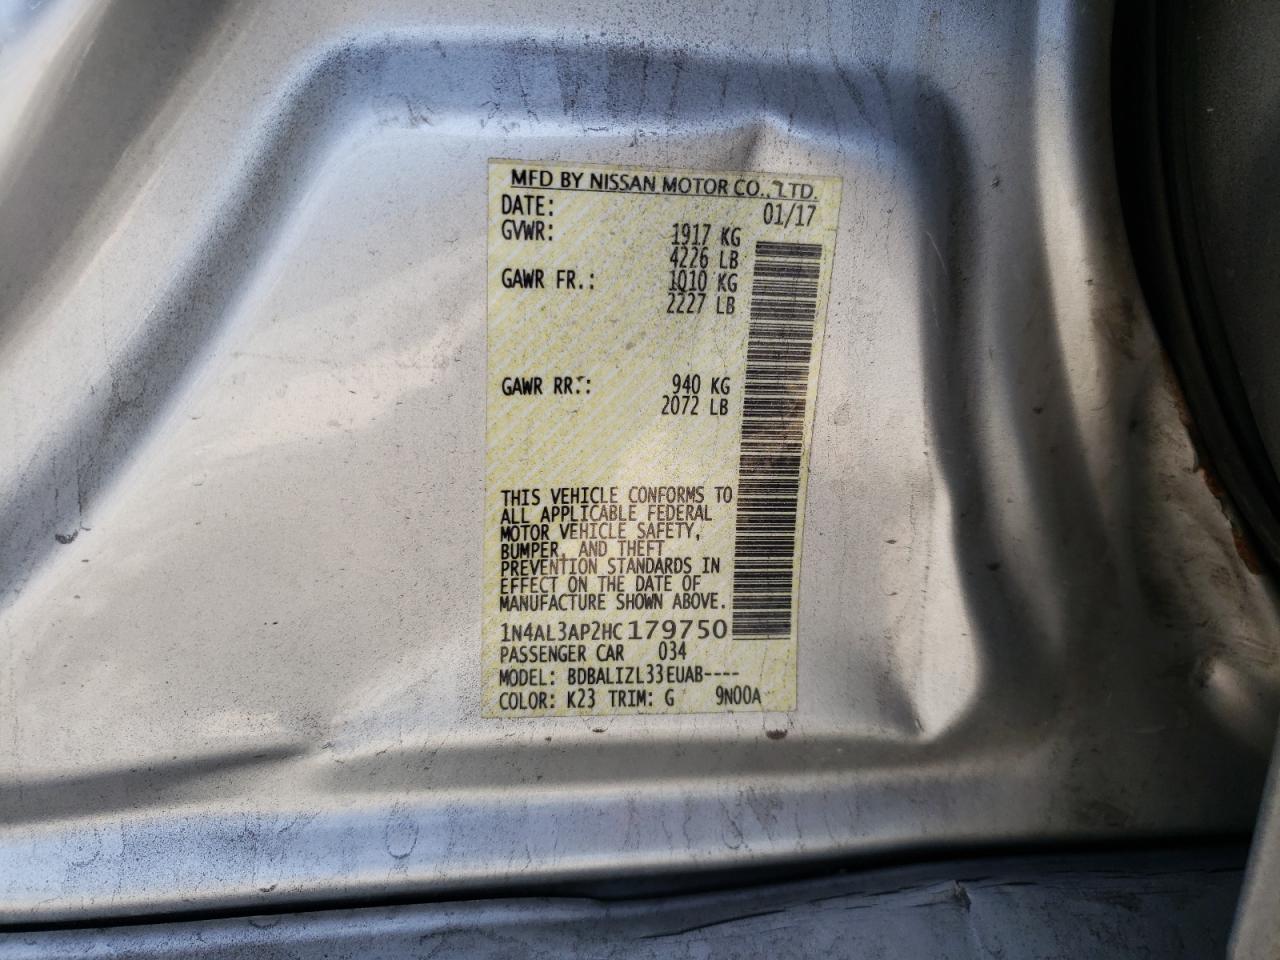 MFD BY NISSAN MOTOR CO., LTD.
DATE: 01/17
GVWR: 1917 KG
4226 LB
GAWR FR.: 1010 KG
2227 LB
GAWR RR.: 940 KG
2072 LB
THIS VEHICLE CONFORMS TO
ALL APPLICABLE FEDERAL
MOTOR VEHICLE SAFETY,
BUMPER, AND THEFT
PREVENTION STANDARDS IN
EFFECT ON THE DATE OF
MANUFACTURE SHOWN ABOVE.
1N4AL3AP2HC179750
PASSENGER CAR 034
MODEL: BDBALIZL33EUAB----
COLOR: K23 TRIM: G 9N00A